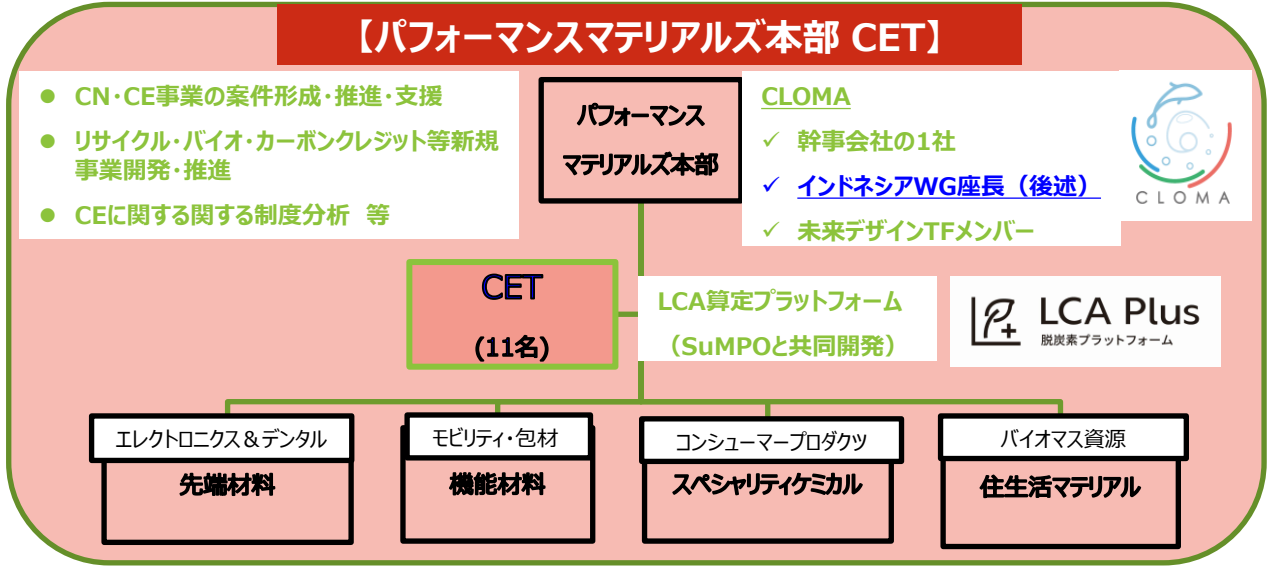 【パフォーマンスマテリアルズ本部 CET】
● CN・CE事業の案件形成・推進・支援
● リサイクル・バイオ・カーボンクレジット等新規
事業開発・推進
● CEに関する関する制度分析 等
パフォーマンス
マテリアルズ本部
CLOMA
✓ 幹事会社の1社
✓ インドネシアWG座長（後述）
✓ 未来デザインTFメンバー
CLOMA
CET
(11名)
LCA算定プラットフォーム
（SuMPOと共同開発）
LCA Plus
脱炭素プラットフォーム
エレクトロニクス＆デンタル
先端材料
モビリティ・包材
機能材料
コンシューマープロダクツ
スペシャリティケミカル
バイオマス資源
住生活マテリアル